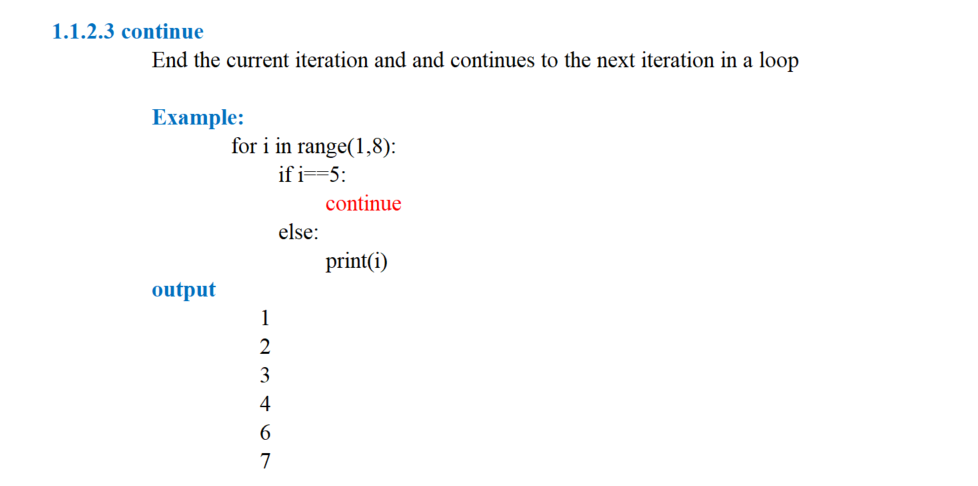 1.1.2.3 continue
End the current iteration and and continues to the next iteration in a loop
Example:
for i in range(1,8):
if i==5:
continue
else:
print(i)
output
1
2
3
4
6
7